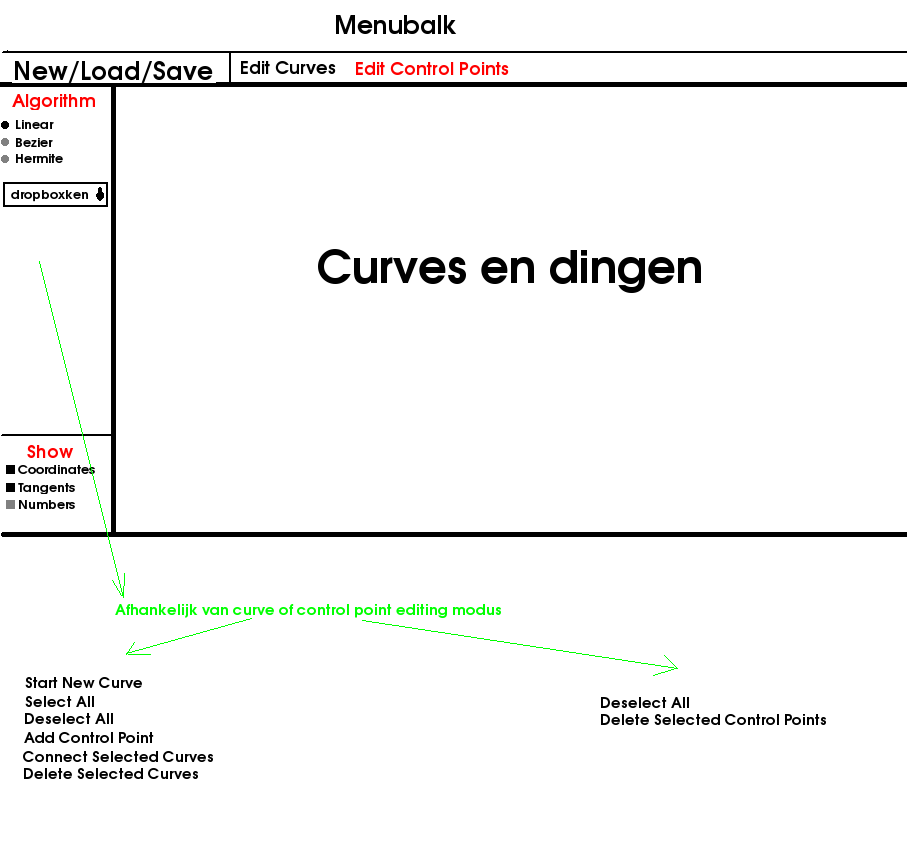 Menubalk
New/Load/Save
Edit Curves
Edit Control Points
Algorithm
Linear
Bezier
Hermite
dropboxken
Curves en dingen
Show
Coordinates
Tangents
Numbers
Afhankelijk van curve of control point editing modus
Start New Curve
Select All
Deselect All
Add Control Point
Connect Selected Curves
Delete Selected Curves
Deselect All
Delete Selected Control Points